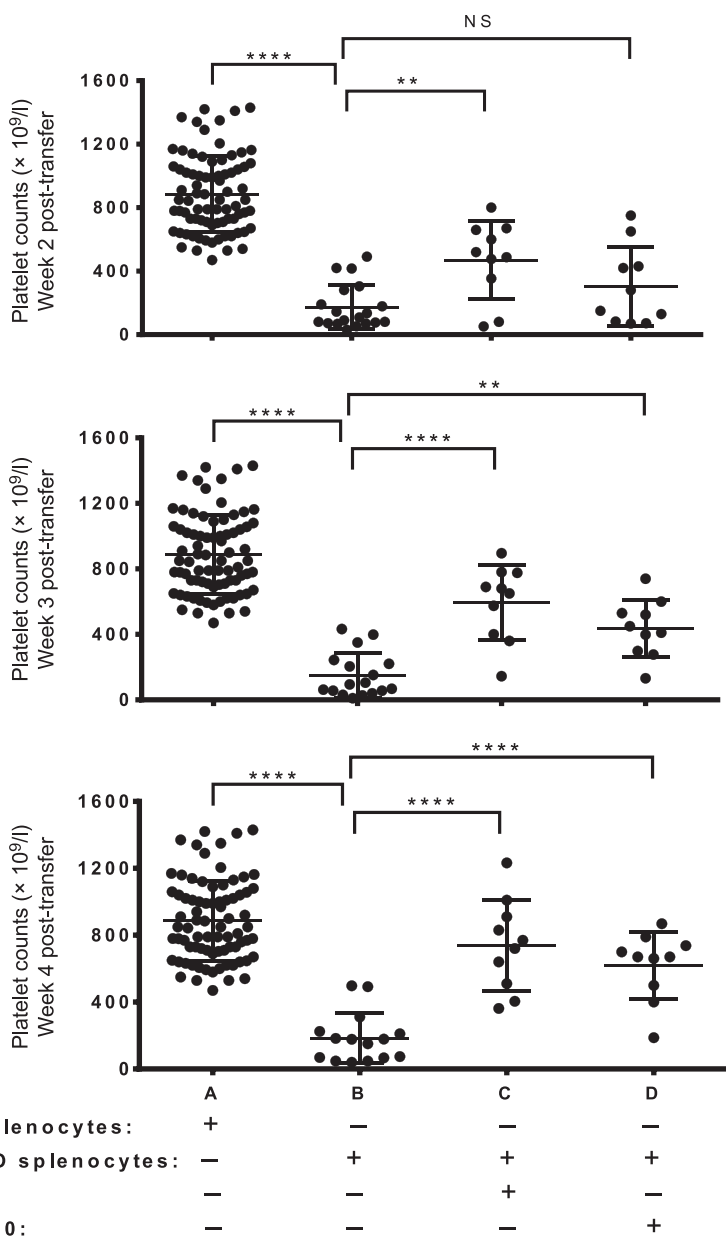 NS
****
**
1600
1200
800
400
0
Platelet counts (× 10⁹/l)
Week 2 post-transfer
**
****
****
1600
1200
800
400
0
Platelet counts (× 10⁹/l)
Week 3 post-transfer
****
****
****
1600
1200
800
400
0
Platelet counts (× 10⁹/l)
Week 4 post-transfer
A B C D
lenocytes: + – – –
D splenocytes: – + + +
– – + –
0: – – – +